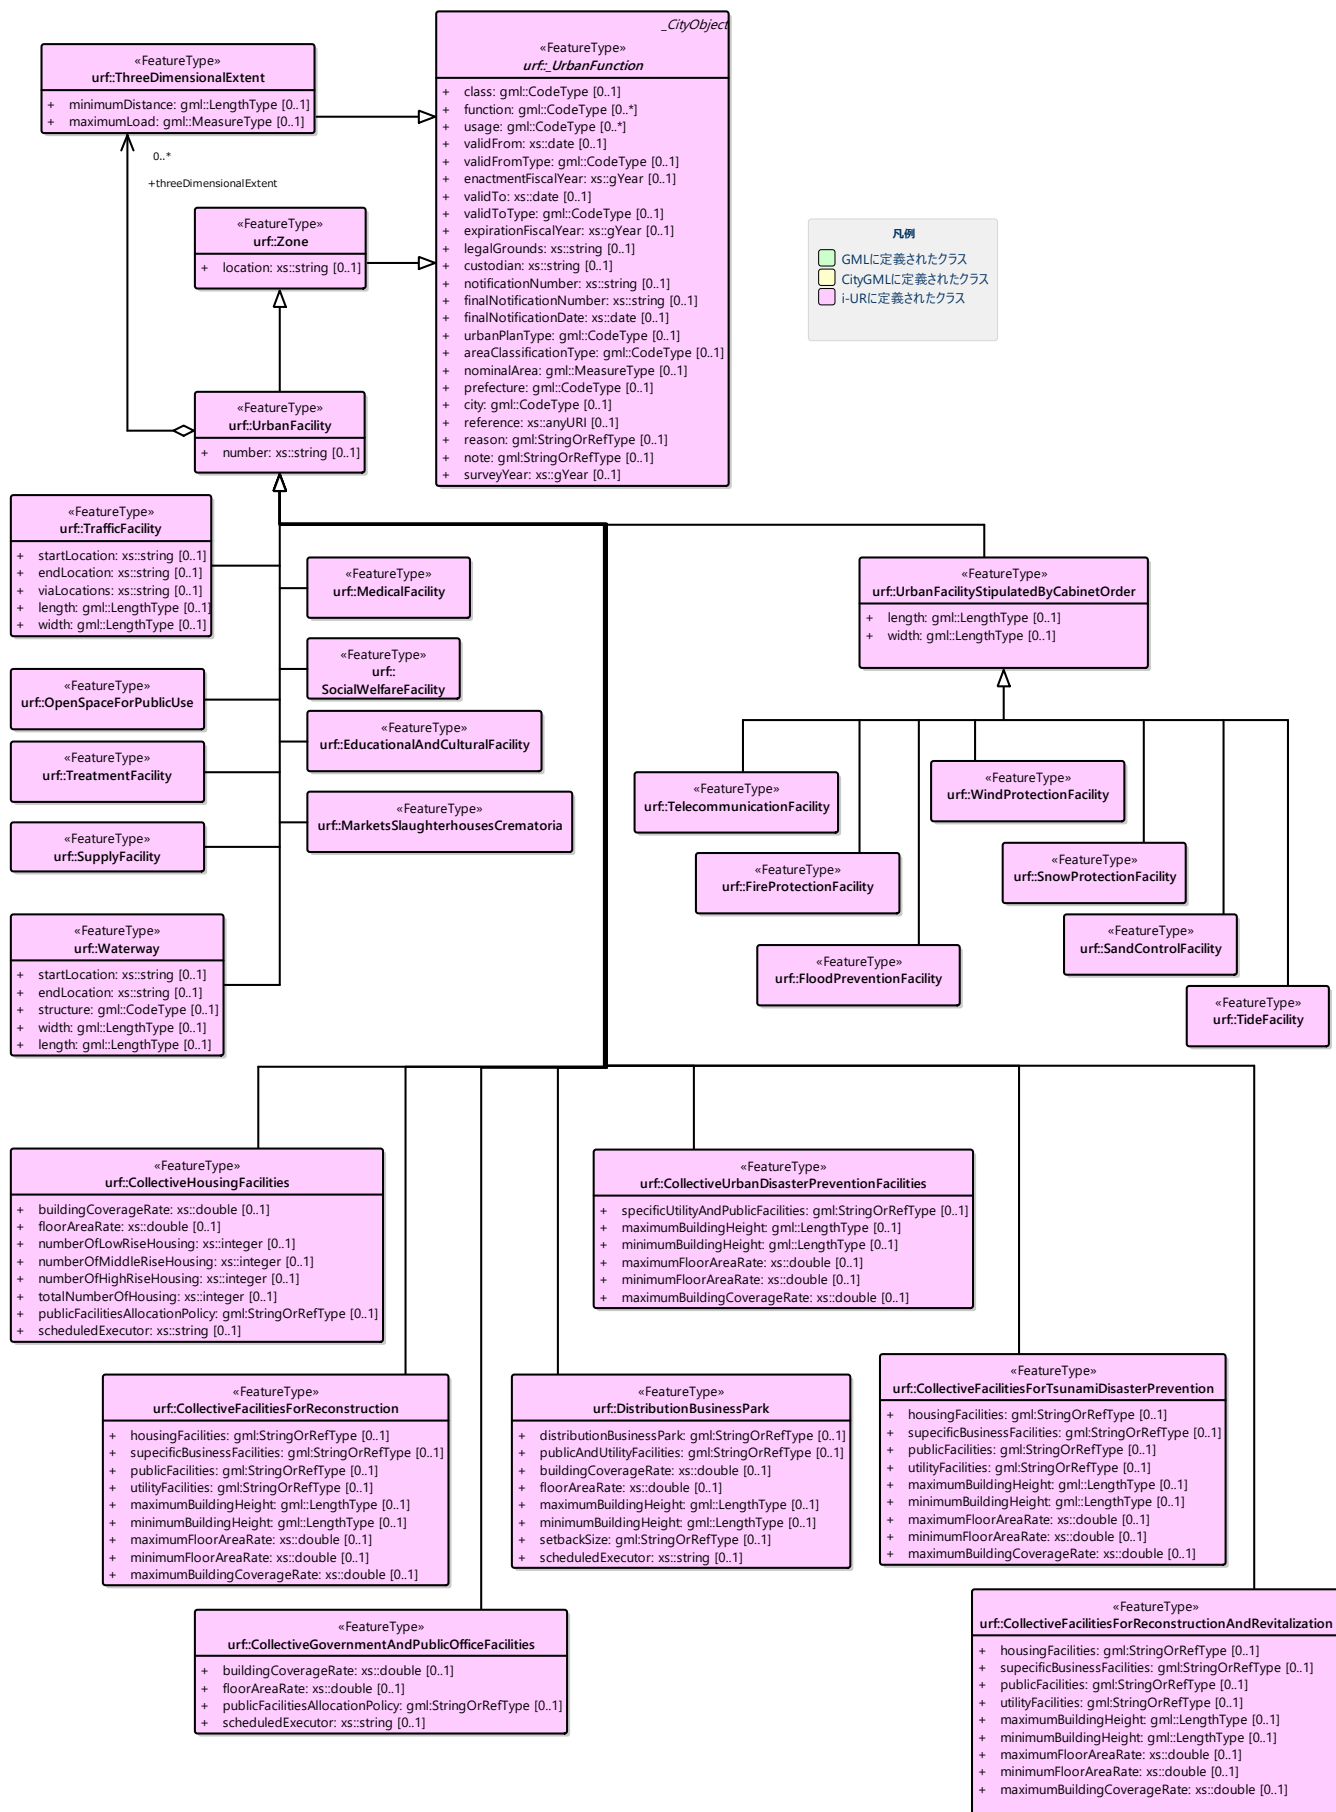 _CityObject
«FeatureType»
urf::_UrbanFunction
+ class: gml::CodeType [0..1]
+ function: gml::CodeType [0..*]
+ usage: gml::CodeType [0..*]
+ validFrom: xs::date [0..1]
+ validFromType: gml::CodeType [0..1]
+ enactmentFiscalYear: xs::gYear [0..1]
+ validTo: xs::date [0..1]
+ validToType: gml::CodeType [0..1]
+ expirationFiscalYear: xs::gYear [0..1]
+ legalGrounds: xs::string [0..1]
+ custodian: xs::string [0..1]
+ notificationNumber: xs::string [0..1]
+ finalNotificationNumber: xs::string [0..1]
+ finalNotificationDate: xs::date [0..1]
+ urbanPlanType: gml::CodeType [0..1]
+ areaClassificationType: gml::CodeType [0..1]
+ nominalArea: gml::MeasureType [0..1]
+ prefecture: gml::CodeType [0..1]
+ city: gml::CodeType [0..1]
+ reference: xs::anyURI [0..1]
+ reason: gml:StringOrRefType [0..1]
+ note: gml:StringOrRefType [0..1]
+ surveyYear: xs::gYear [0..1]
«FeatureType»
urf::ThreeDimensionalExtent
+ minimumDistance: gml::LengthType [0..1]
+ maximumLoad: gml::MeasureType [0..1]
0..*
+threeDimensionalExtent
«FeatureType»
urf::Zone
+ location: xs::string [0..1]
凡例
GMLに定義されたクラス
CityGMLに定義されたクラス
i-URに定義されたクラス
«FeatureType»
urf::UrbanFacility
+ number: xs::string [0..1]
«FeatureType»
urf::TrafficFacility
+ startLocation: xs::string [0..1]
+ endLocation: xs::string [0..1]
+ viaLocations: xs::string [0..1]
+ length: gml::LengthType [0..1]
+ width: gml::LengthType [0..1]
«FeatureType»
urf::MedicalFacility
«FeatureType»
urf::
SocialWelfareFacility
«FeatureType»
urf::OpenSpaceForPublicUse
«FeatureType»
urf::EducationalAndCulturalFacility
«FeatureType»
urf::TreatmentFacility
«FeatureType»
urf::MarketsSlaughterhousesCrematoria
«FeatureType»
urf::SupplyFacility
«FeatureType»
urf::Waterway
+ startLocation: xs::string [0..1]
+ endLocation: xs::string [0..1]
+ structure: gml::CodeType [0..1]
+ width: gml::LengthType [0..1]
+ length: gml::LengthType [0..1]
«FeatureType»
urf::UrbanFacilityStipulatedByCabinetOrder
+ length: gml::LengthType [0..1]
+ width: gml::LengthType [0..1]
«FeatureType»
urf::TelecommunicationFacility
«FeatureType»
urf::WindProtectionFacility
«FeatureType»
urf::FireProtectionFacility
«FeatureType»
urf::SnowProtectionFacility
«FeatureType»
urf::SandControlFacility
«FeatureType»
urf::FloodPreventionFacility
«FeatureType»
urf::TideFacility
«FeatureType»
urf::CollectiveHousingFacilities
+ buildingCoverageRate: xs::double [0..1]
+ floorAreaRate: xs::double [0..1]
+ numberOfLowRiseHousing: xs::integer [0..1]
+ numberOfMiddleRiseHousing: xs::integer [0..1]
+ numberOfHighRiseHousing: xs::integer [0..1]
+ totalNumberOfHousing: xs::integer [0..1]
+ publicFacilitiesAllocationPolicy: gml:StringOrRefType [0..1]
+ scheduledExecutor: xs::string [0..1]
«FeatureType»
urf::CollectiveUrbanDisasterPreventionFacilities
+ specificUtilityAndPublicFacilities: gml:StringOrRefType [0..1]
+ maximumBuildingHeight: gml::LengthType [0..1]
+ minimumBuildingHeight: gml::LengthType [0..1]
+ maximumFloorAreaRate: xs::double [0..1]
+ minimumFloorAreaRate: xs::double [0..1]
+ maximumBuildingCoverageRate: xs::double [0..1]
«FeatureType»
urf::CollectiveFacilitiesForReconstruction
+ housingFacilities: gml:StringOrRefType [0..1]
+ supecificBusinessFacilities: gml:StringOrRefType [0..1]
+ publicFacilities: gml:StringOrRefType [0..1]
+ utilityFacilities: gml:StringOrRefType [0..1]
+ maximumBuildingHeight: gml::LengthType [0..1]
+ minimumBuildingHeight: gml::LengthType [0..1]
+ maximumFloorAreaRate: xs::double [0..1]
+ minimumFloorAreaRate: xs::double [0..1]
+ maximumBuildingCoverageRate: xs::double [0..1]
«FeatureType»
urf::DistributionBusinessPark
+ distributionBusinessPark: gml:StringOrRefType [0..1]
+ publicAndUtilityFacilities: gml:StringOrRefType [0..1]
+ buildingCoverageRate: xs::double [0..1]
+ floorAreaRate: xs::double [0..1]
+ maximumBuildingHeight: gml::LengthType [0..1]
+ minimumBuildingHeight: gml::LengthType [0..1]
+ setbackSize: gml:StringOrRefType [0..1]
+ scheduledExecutor: xs::string [0..1]
«FeatureType»
urf::CollectiveFacilitiesForTsunamiDisasterPrevention
+ housingFacilities: gml:StringOrRefType [0..1]
+ supecificBusinessFacilities: gml:StringOrRefType [0..1]
+ publicFacilities: gml:StringOrRefType [0..1]
+ utilityFacilities: gml:StringOrRefType [0..1]
+ maximumBuildingHeight: gml::LengthType [0..1]
+ minimumBuildingHeight: gml::LengthType [0..1]
+ maximumFloorAreaRate: xs::double [0..1]
+ minimumFloorAreaRate: xs::double [0..1]
+ maximumBuildingCoverageRate: xs::double [0..1]
«FeatureType»
urf::CollectiveGovernmentAndPublicOfficeFacilities
+ buildingCoverageRate: xs::double [0..1]
+ floorAreaRate: xs::double [0..1]
+ publicFacilitiesAllocationPolicy: gml:StringOrRefType [0..1]
+ scheduledExecutor: xs::string [0..1]
«FeatureType»
urf::CollectiveFacilitiesForReconstructionAndRevitalization
+ housingFacilities: gml:StringOrRefType [0..1]
+ supecificBusinessFacilities: gml:StringOrRefType [0..1]
+ publicFacilities: gml:StringOrRefType [0..1]
+ utilityFacilities: gml:StringOrRefType [0..1]
+ maximumBuildingHeight: gml::LengthType [0..1]
+ minimumBuildingHeight: gml::LengthType [0..1]
+ maximumFloorAreaRate: xs::double [0..1]
+ minimumFloorAreaRate: xs::double [0..1]
+ maximumBuildingCoverageRate: xs::double [0..1]